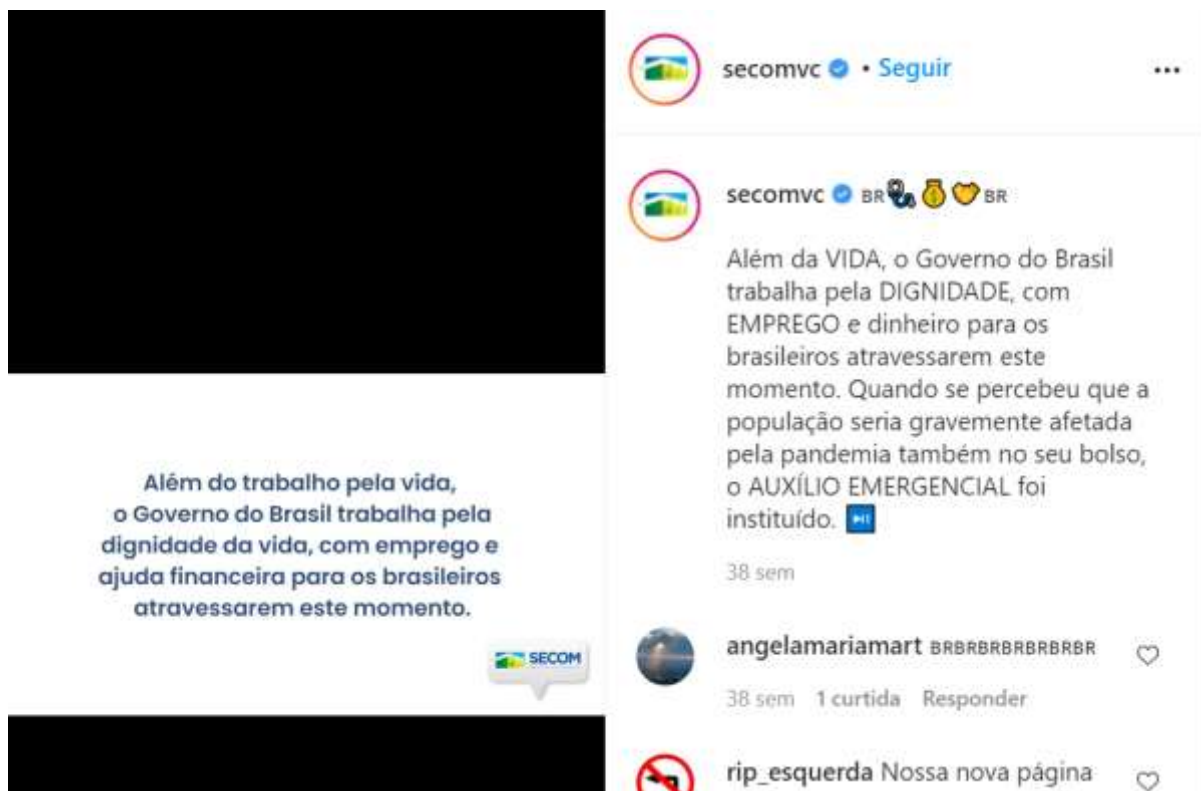 Além do trabalho pela vida,
o Governo do Brasil trabalha pela
dignidade da vida, com emprego e
ajuda financeira para os brasileiros
atravessarem este momento.
SECOM
secomvc • Seguir
secomvc BR BR
Além da VIDA, o Governo do Brasil
trabalha pela DIGNIDADE, com
EMPREGO e dinheiro para os
brasileiros atravessarem este
momento. Quando se percebeu que a
população seria gravemente afetada
pela pandemia também no seu bolso,
o AUXÍLIO EMERGENCIAL foi
instituído.
38 sem
angelamariamart BRBRBRBRBRBRBRBR
38 sem 1 curtida Responder
rip_esquerda Nossa nova página